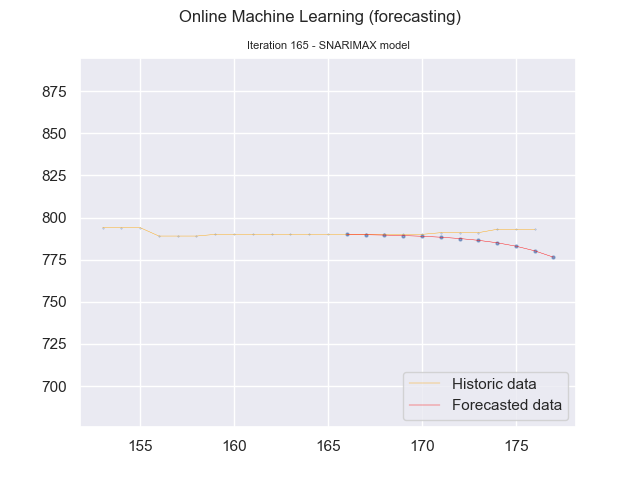 Online Machine Learning (forecasting)
Iteration 165 - SNARIMAX model
875
850
825
800
775
750
725
700
Historic data
Forecasted data
155 160 165 170 175